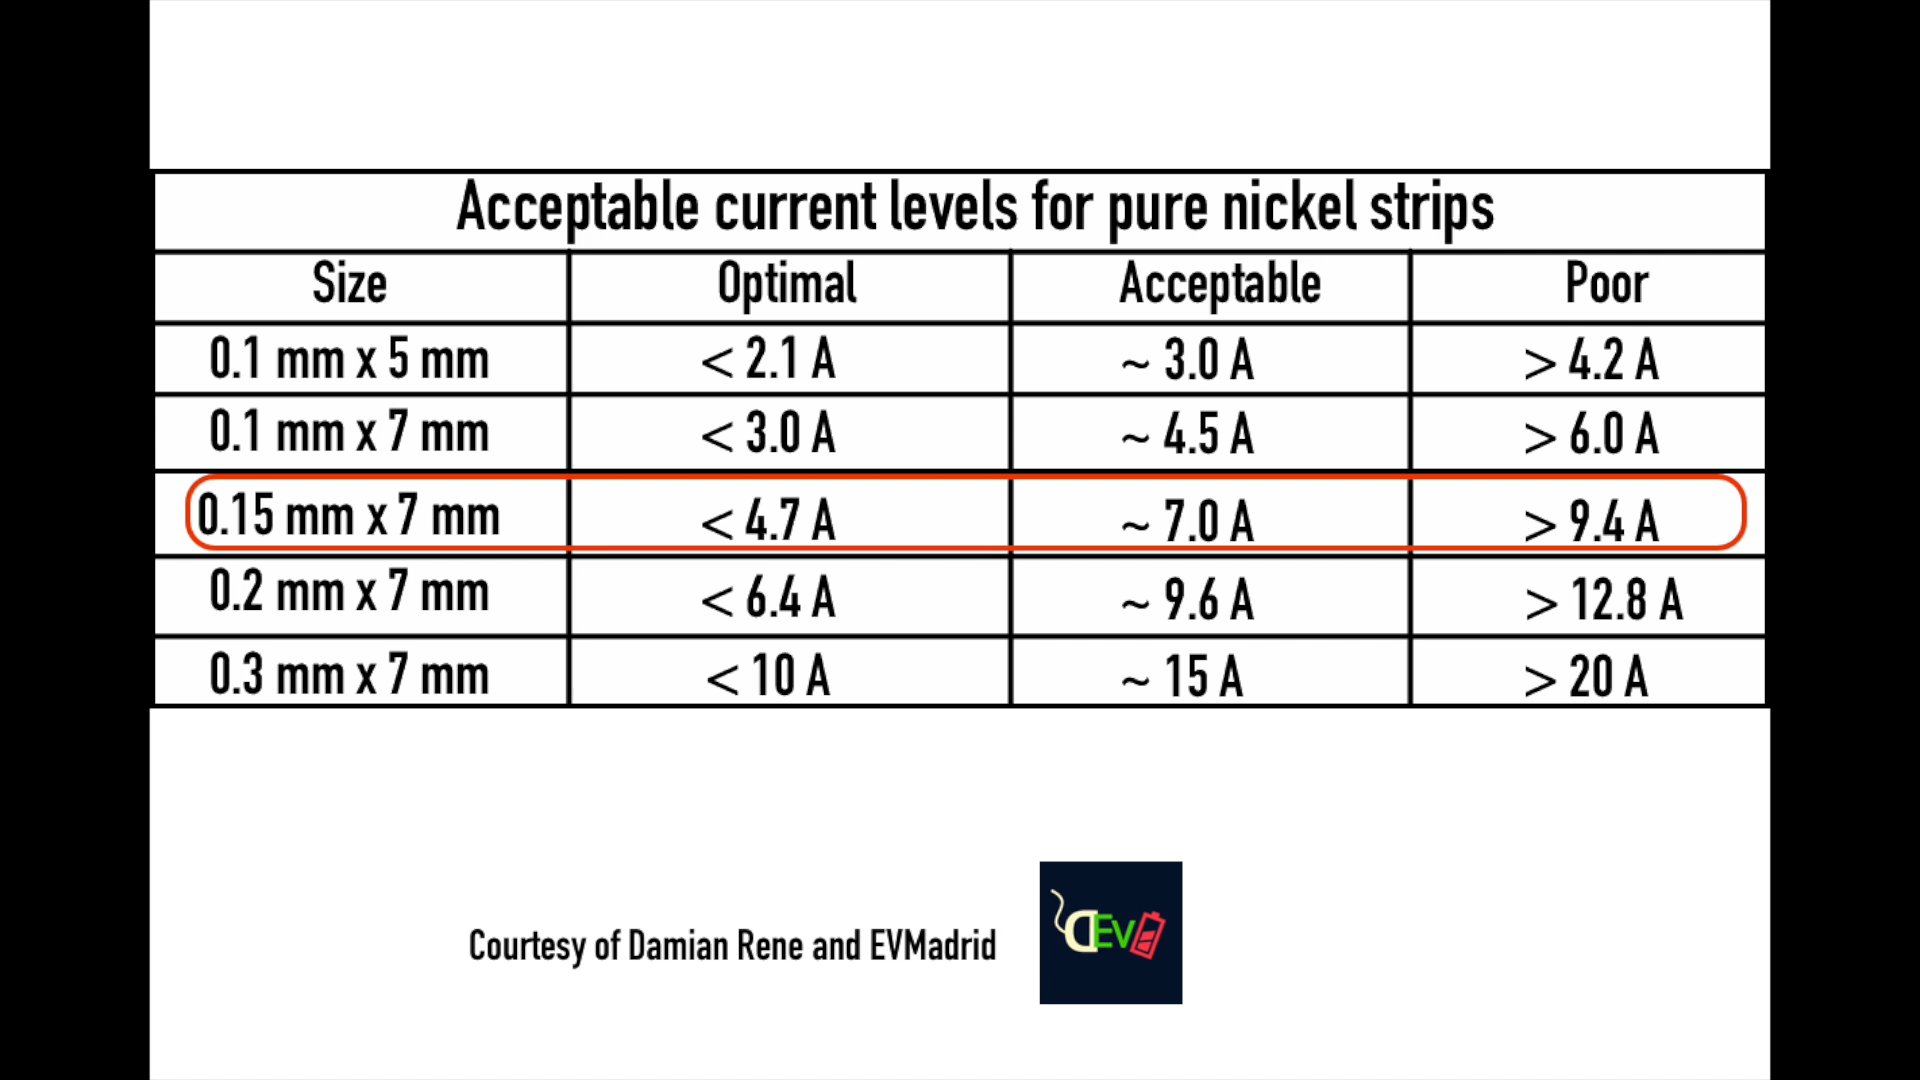 Acceptable current levels for pure nickel strips
Size Optimal Acceptable Poor
0.1 mm x 5 mm < 2.1 A ~ 3.0 A > 4.2 A
0.1 mm x 7 mm < 3.0 A ~ 4.5 A > 6.0 A
0.15 mm x 7 mm < 4.7 A ~ 7.0 A > 9.4 A
0.2 mm x 7 mm < 6.4 A ~ 9.6 A > 12.8 A
0.3 mm x 7 mm < 10 A ~ 15 A > 20 A
Courtesy of Damian Rene and EVMadrid
DEV